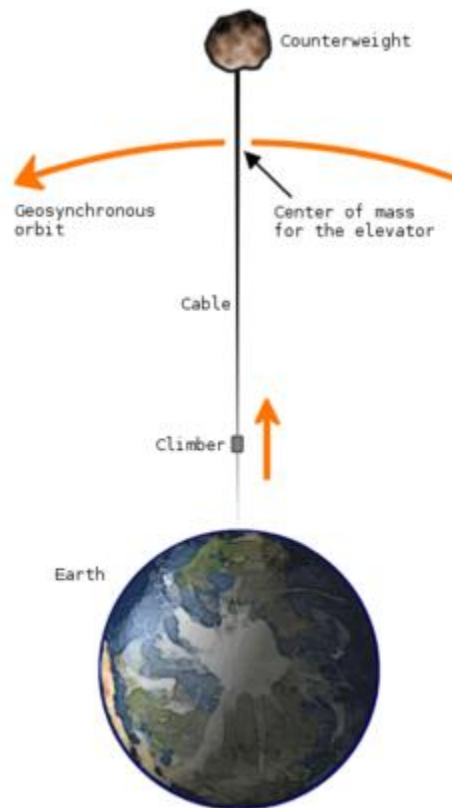 Counterweight
Geosynchronous
orbit
Center of mass
for the elevator
Cable
Climber
Earth